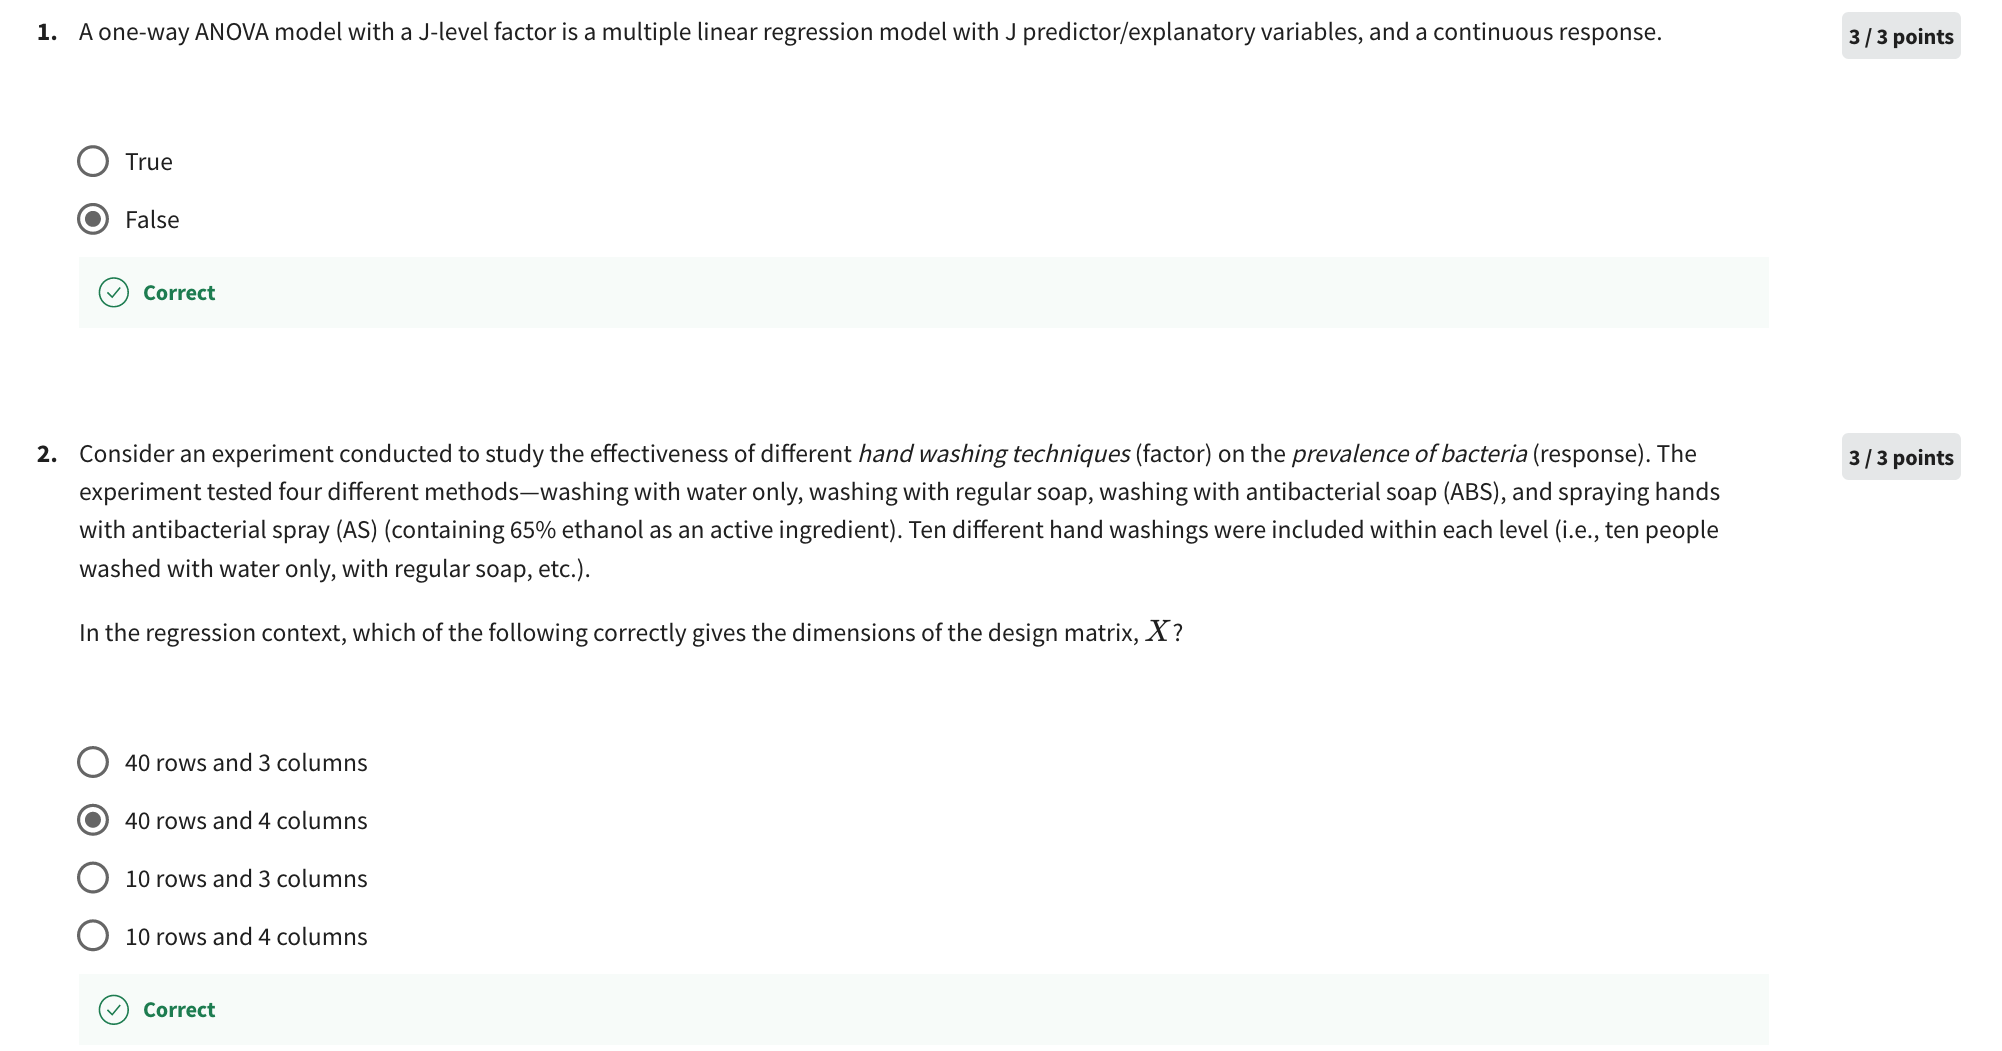 1. A one-way ANOVA model with a J-level factor is a multiple linear regression model with J predictor/explanatory variables, and a continuous response.
3 / 3 points
True
False
Correct
2. Consider an experiment conducted to study the effectiveness of different hand washing techniques (factor) on the prevalence of bacteria (response). The
3 / 3 points
experiment tested four different methods—washing with water only, washing with regular soap, washing with antibacterial soap (ABS), and spraying hands
with antibacterial spray (AS) (containing 65% ethanol as an active ingredient). Ten different hand washings were included within each level (i.e., ten people
washed with water only, with regular soap, etc.).
In the regression context, which of the following correctly gives the dimensions of the design matrix, X?
40 rows and 3 columns
40 rows and 4 columns
10 rows and 3 columns
10 rows and 4 columns
Correct